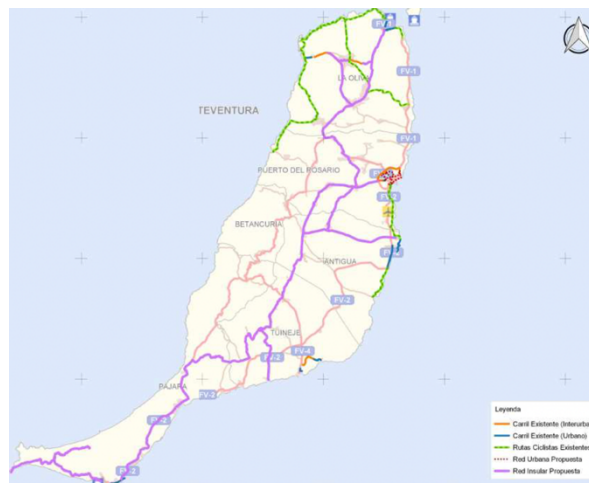 FV-1
LA OLIVA
FV-1
TEVENTURA
FV-1
PUERTO DEL ROSARIO
BETANCURIA
ANTIGUA
FV-2
TUINEJE
FV-4
FV-2
PAJARA
FV-2
FV-2
FV-2
Leyenda
Carril Existente (Interurba
Carril Existente (Urbano)
Rutas Ciclistas Existentes
Red Urbana Propuesta
Red Insular Propuesta